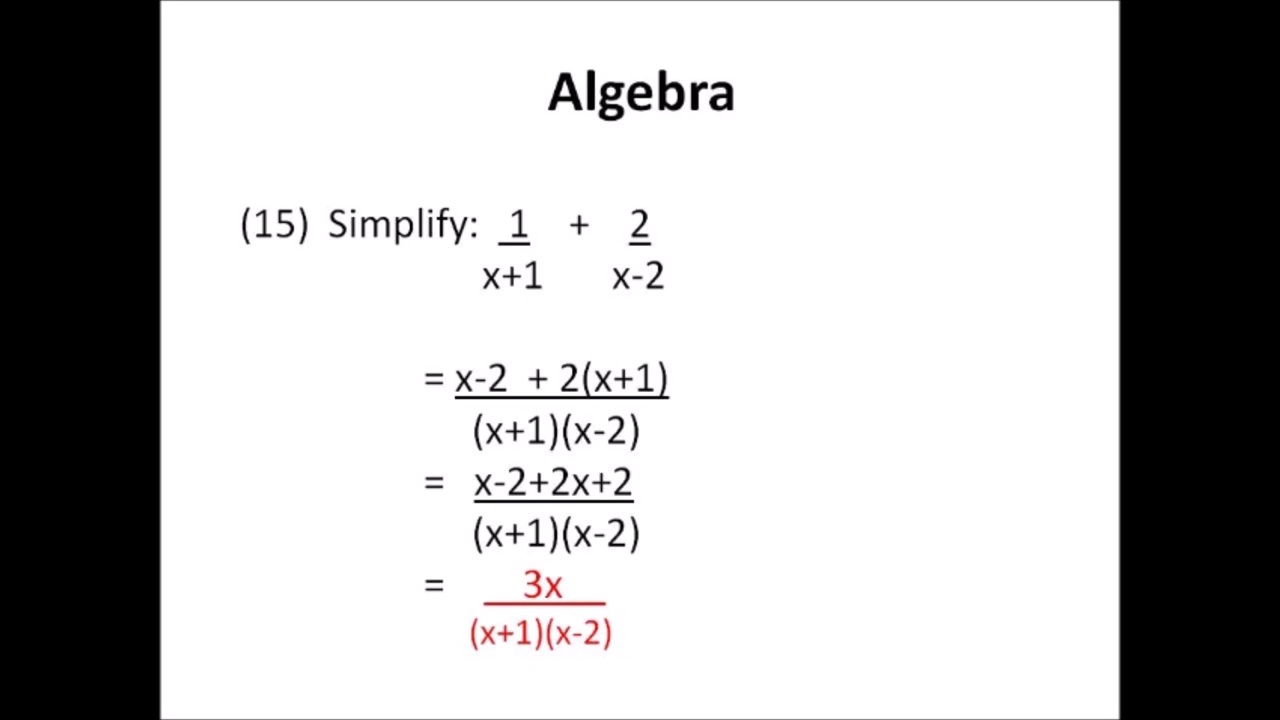 Algebra
(15) Simplify: 1 + 2
x+1 x-2
= x-2 + 2(x+1)
(x+1)(x-2)
= x-2+2x+2
(x+1)(x-2)
= 3x
(x+1)(x-2)